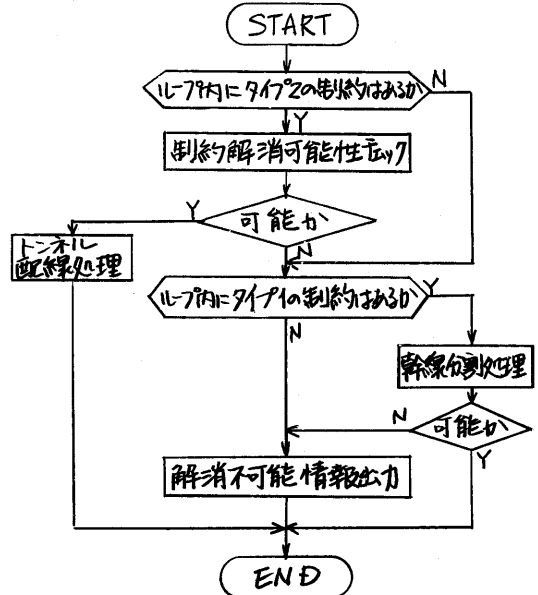 START
ループ内にタイプ2の制約はあるか
N
Y
制約解消可能性チェック
Y
可能か
N
トンネル
配線処理
ループ内にタイプ1の制約はあるか
Y
N
幹線分割処理
N
可能か
Y
解消不可能情報出力
END